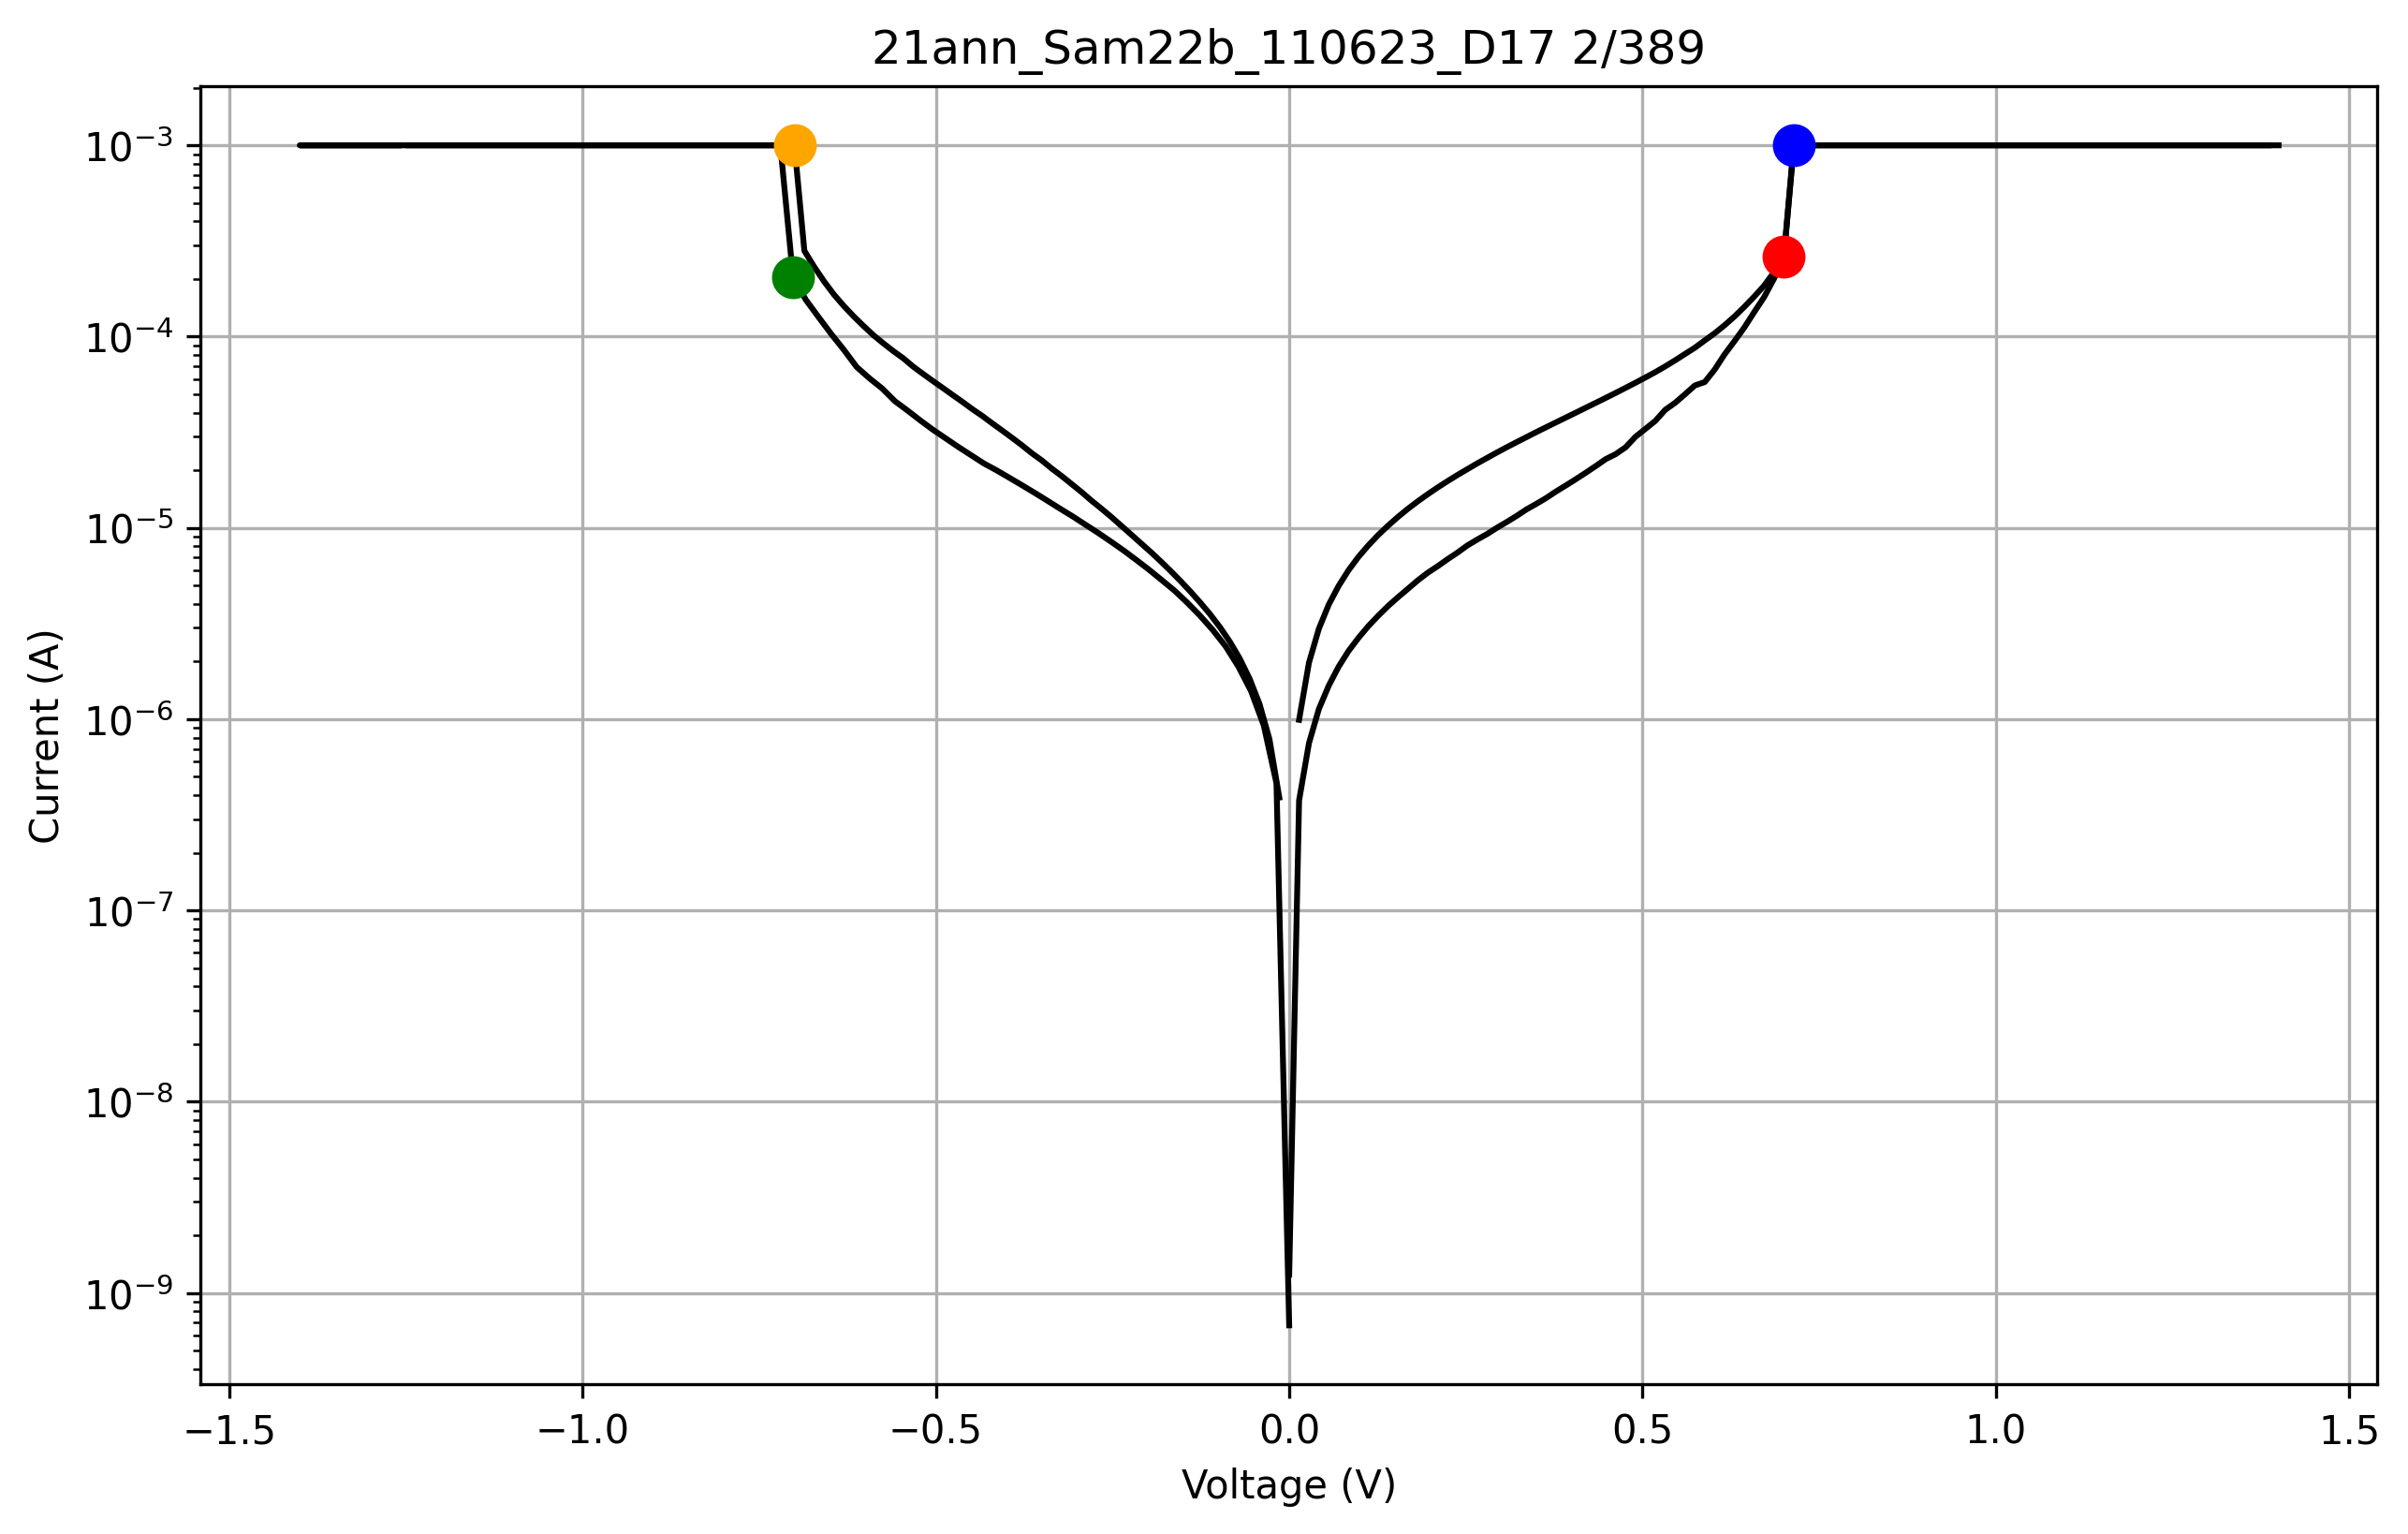 21ann_Sam22b_110623_D17 2/389
Current (A)
10⁻³
10⁻⁴
10⁻⁵
10⁻⁶
10⁻⁷
10⁻⁸
10⁻⁹
−1.5 −1.0 −0.5 0.0 0.5 1.0 1.5
Voltage (V)